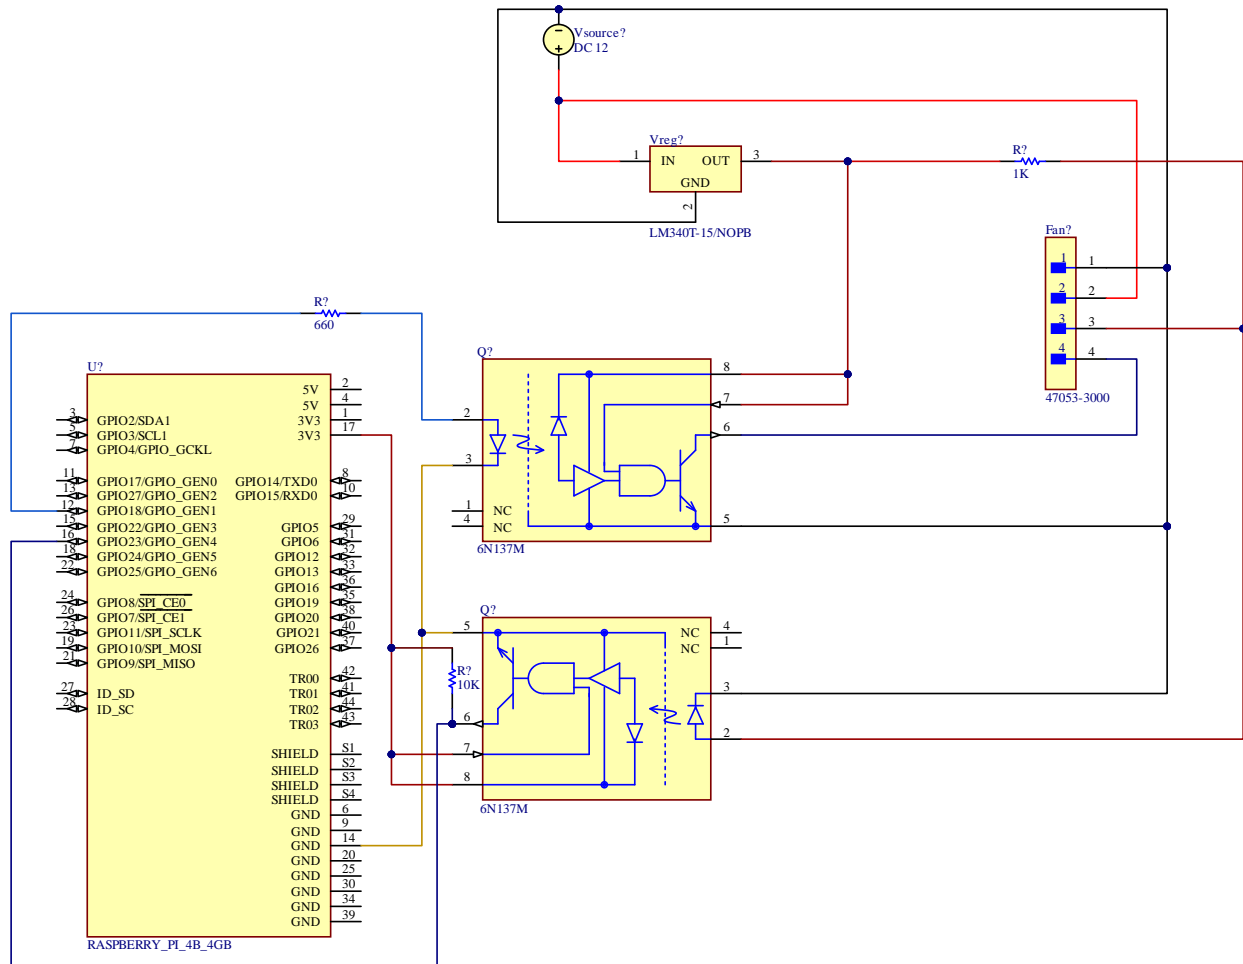 Vsource?
DC 12
Vreg?
1 IN OUT 3
GND
2
LM340T-15/NOPB
R?
1K
Fan?
1 1
2 2
3 3
4 4
47053-3000
R?
660
U?
5V 2
5V 4
3 GPIO2/SDA1 3V3 1
5 GPIO3/SCL1 3V3 17
7 GPIO4/GPIO_GCKL
11 GPIO17/GPIO_GEN0 GPIO14/TXD0 8
13 GPIO27/GPIO_GEN2 GPIO15/RXD0 10
12 GPIO18/GPIO_GEN1
15 GPIO22/GPIO_GEN3 GPIO5 29
16 GPIO23/GPIO_GEN4 GPIO6 31
18 GPIO24/GPIO_GEN5 GPIO12 32
22 GPIO25/GPIO_GEN6 GPIO13 33
GPIO16 36
24 GPIO8/SPI_CE0 GPIO19 35
26 GPIO7/SPI_CE1 GPIO20 38
23 GPIO11/SPI_SCLK GPIO21 40
19 GPIO10/SPI_MOSI GPIO26 37
21 GPIO9/SPI_MISO
TR00 42
27 ID_SD TR01 41
28 ID_SC TR02 44
TR03 43
SHIELD S1
SHIELD S2
SHIELD S3
SHIELD S4
GND 6
GND 9
GND 14
GND 20
GND 25
GND 30
GND 34
GND 39
RASPBERRY_PI_4B_4GB
Q?
8
7
2
6
3
1 NC
4 NC
5
6N137M
Q?
5 NC 4
NC 1
R?
10K
3
6
2
7
8
6N137M